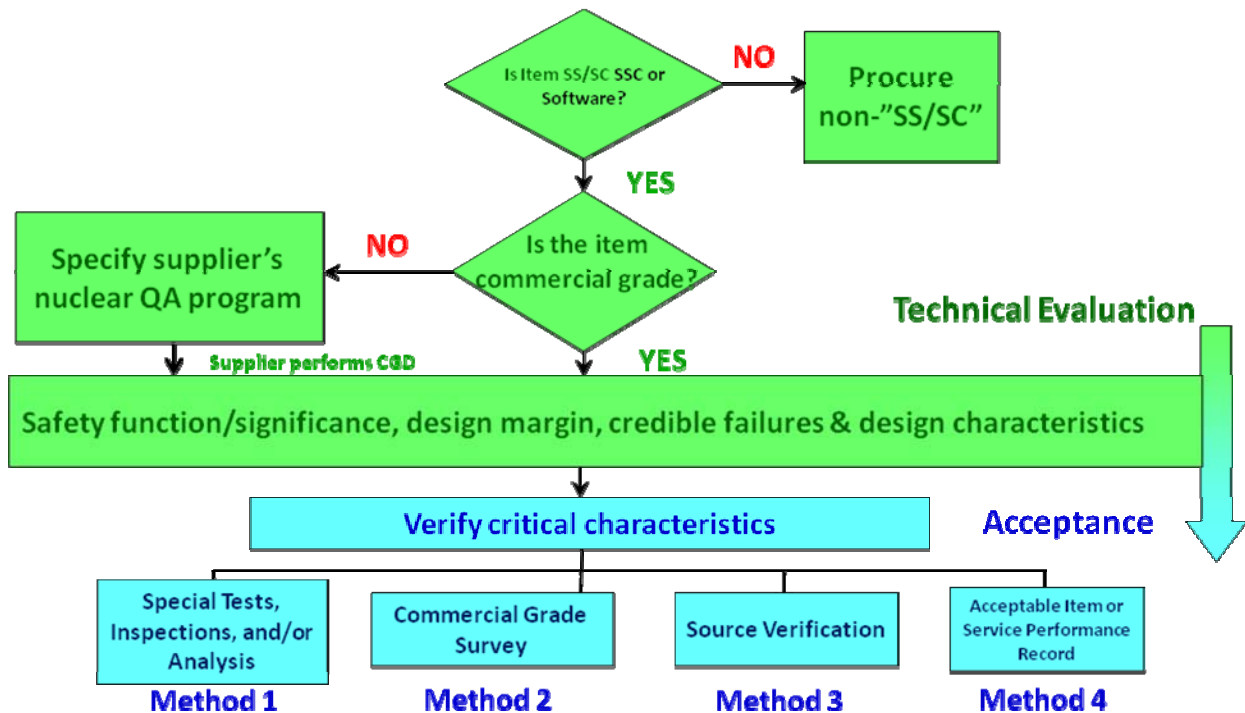 Is Item SS/SC SSC or
Software?
NO
Procure
non-”SS/SC”
YES
Specify supplier’s
nuclear QA program
NO
Is the item
commercial grade?
Technical Evaluation
Supplier performs CGD
YES
Safety function/significance, design margin, credible failures & design characteristics
Verify critical characteristics
Acceptance
Special Tests,
Inspections, and/or
Analysis
Commercial Grade
Survey
Source Verification
Acceptable Item or
Service Performance
Record
Method 1
Method 2
Method 3
Method 4